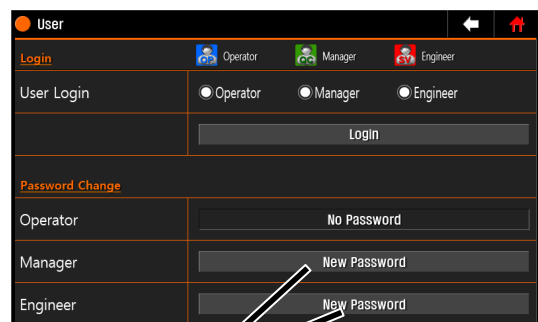 User
Login OP Operator QC Manager SV Engineer
User Login Operator Manager Engineer
Login
Password Change
Operator No Password
Manager New Password
Engineer New Password